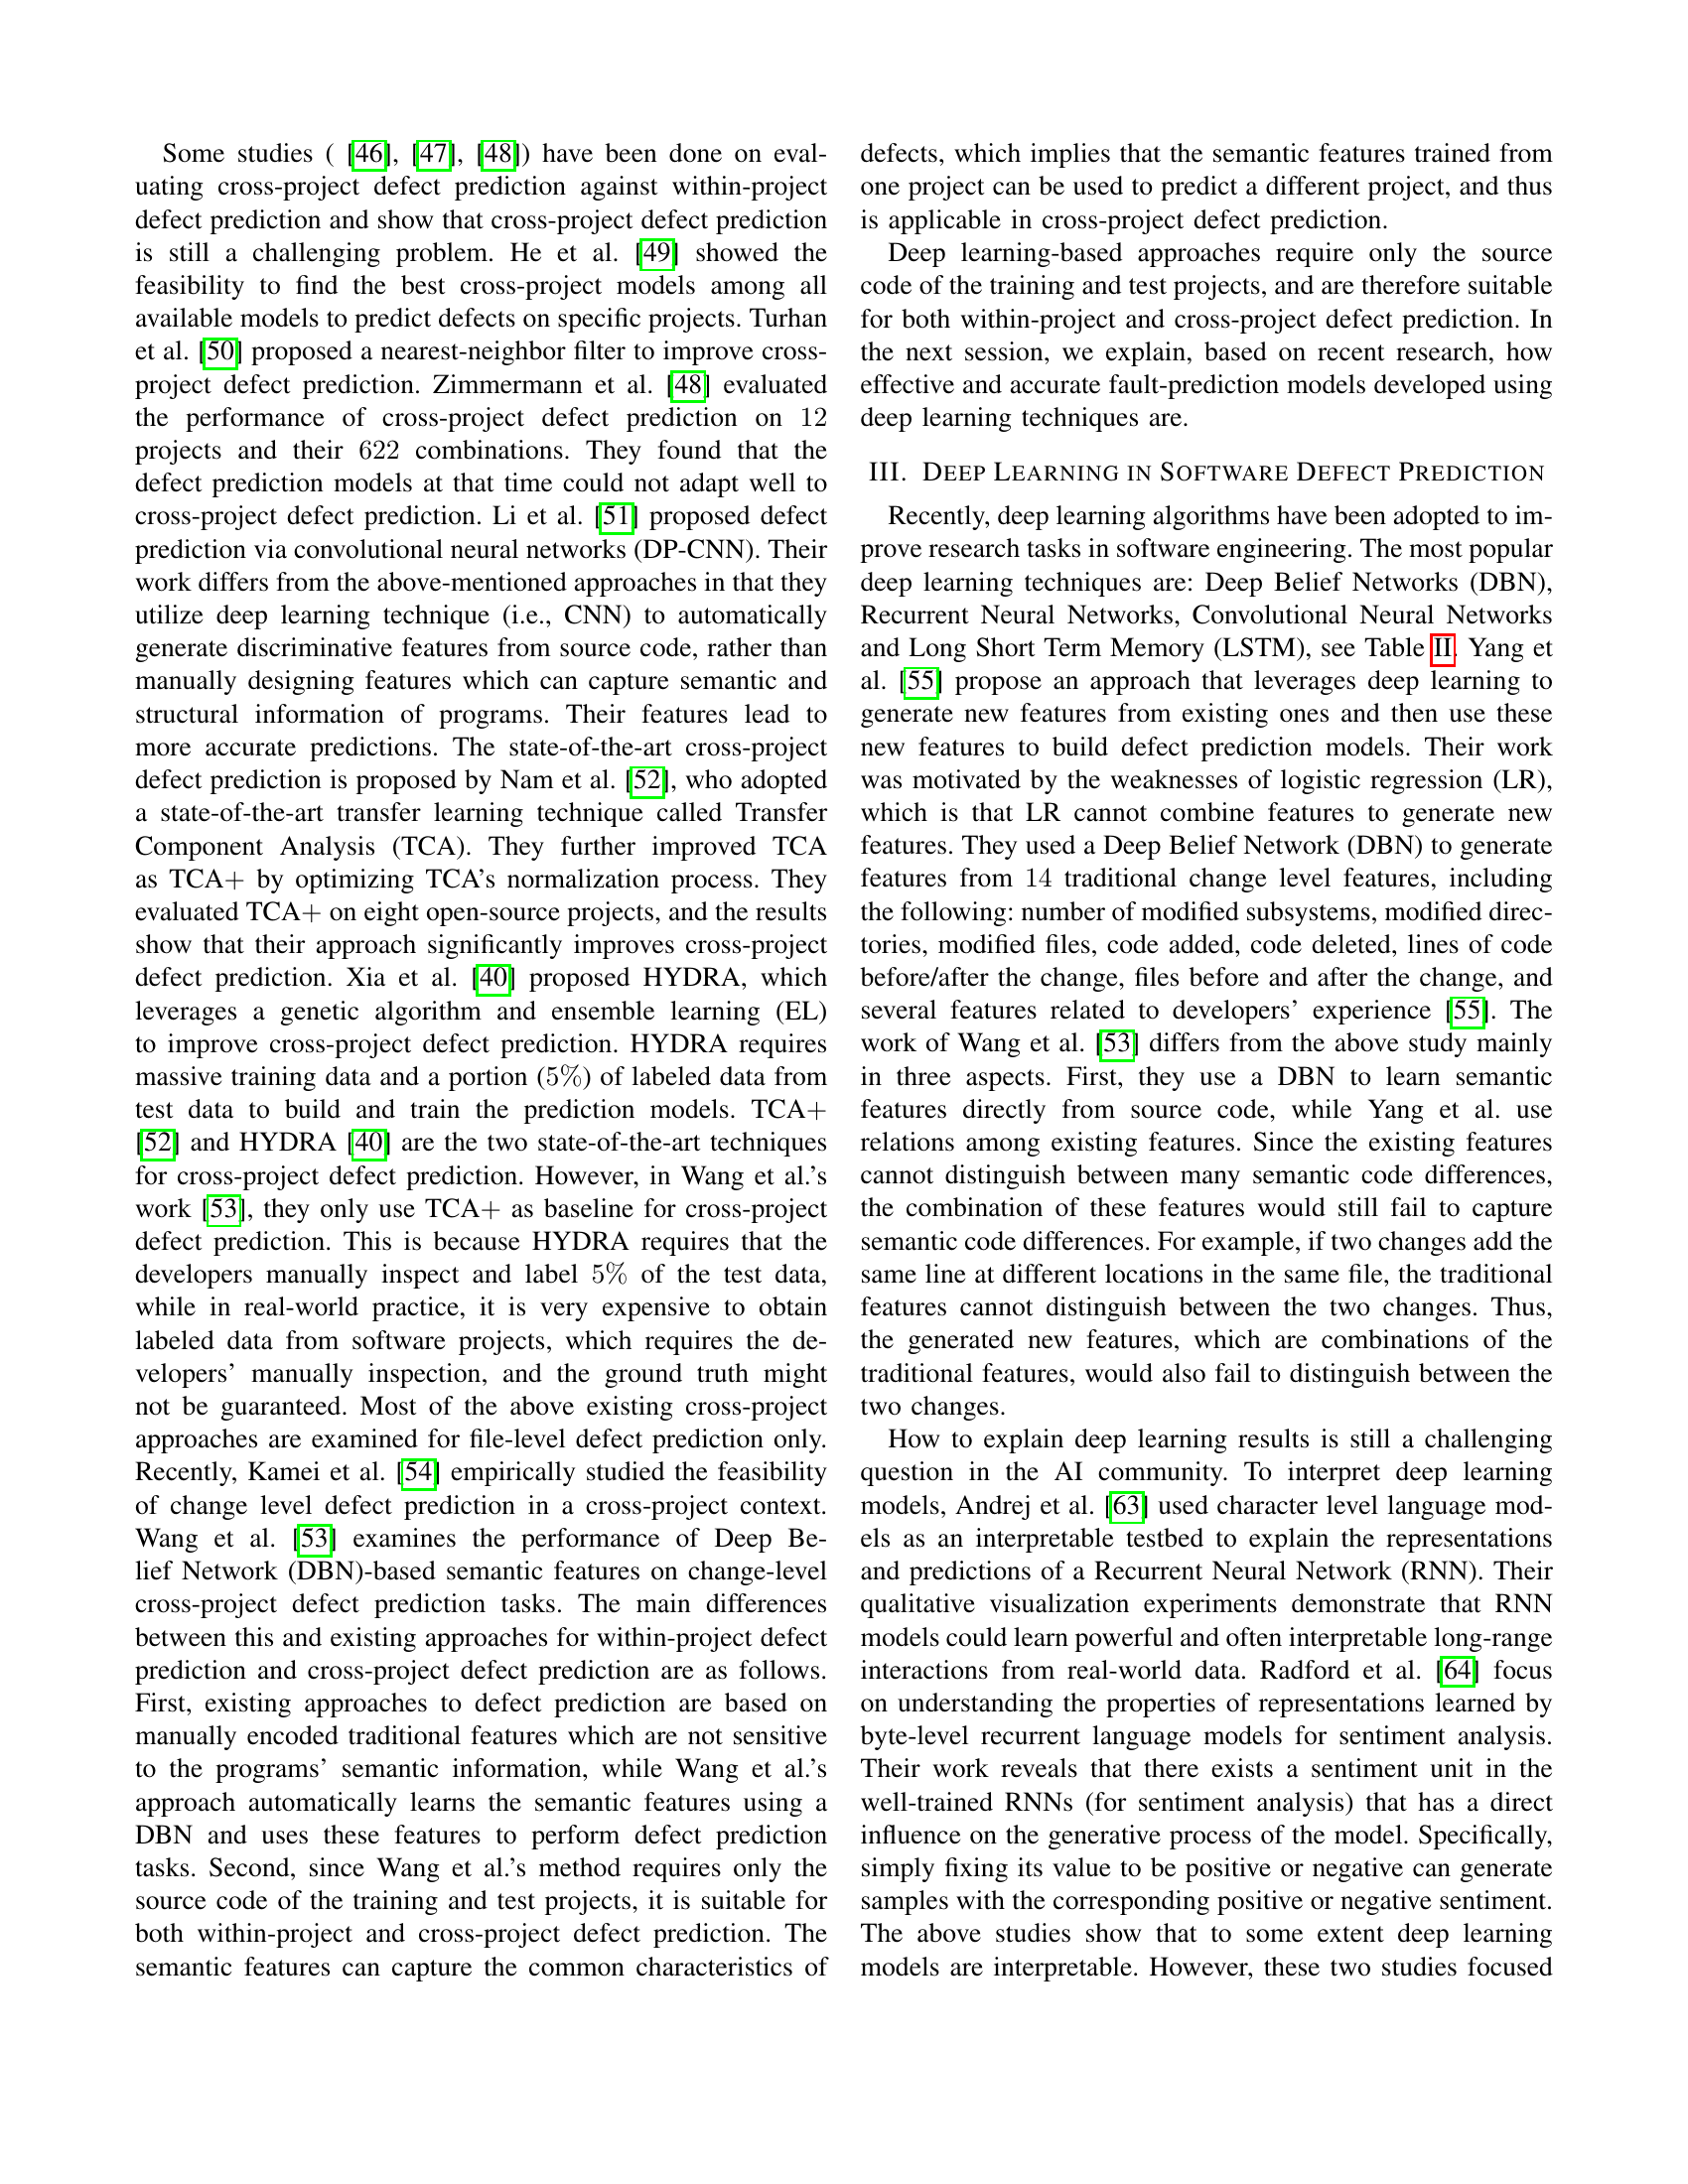 Some studies ( [46], [47], [48]) have been done on eval-
uating cross-project defect prediction against within-project
defect prediction and show that cross-project defect prediction
is still a challenging problem. He et al. [49] showed the
feasibility to find the best cross-project models among all
available models to predict defects on specific projects. Turhan
et al. [50] proposed a nearest-neighbor filter to improve cross-
project defect prediction. Zimmermann et al. [48] evaluated
the performance of cross-project defect prediction on 12
projects and their 622 combinations. They found that the
defect prediction models at that time could not adapt well to
cross-project defect prediction. Li et al. [51] proposed defect
prediction via convolutional neural networks (DP-CNN). Their
work differs from the above-mentioned approaches in that they
utilize deep learning technique (i.e., CNN) to automatically
generate discriminative features from source code, rather than
manually designing features which can capture semantic and
structural information of programs. Their features lead to
more accurate predictions. The state-of-the-art cross-project
defect prediction is proposed by Nam et al. [52], who adopted
a state-of-the-art transfer learning technique called Transfer
Component Analysis (TCA). They further improved TCA
as TCA+ by optimizing TCA's normalization process. They
evaluated TCA+ on eight open-source projects, and the results
show that their approach significantly improves cross-project
defect prediction. Xia et al. [40] proposed HYDRA, which
leverages a genetic algorithm and ensemble learning (EL)
to improve cross-project defect prediction. HYDRA requires
massive training data and a portion (5%) of labeled data from
test data to build and train the prediction models. TCA+
[52] and HYDRA [40] are the two state-of-the-art techniques
for cross-project defect prediction. However, in Wang et al.'s
work [53], they only use TCA+ as baseline for cross-project
defect prediction. This is because HYDRA requires that the
developers manually inspect and label 5% of the test data,
while in real-world practice, it is very expensive to obtain
labeled data from software projects, which requires the de-
velopers' manually inspection, and the ground truth might
not be guaranteed. Most of the above existing cross-project
approaches are examined for file-level defect prediction only.
Recently, Kamei et al. [54] empirically studied the feasibility
of change level defect prediction in a cross-project context.
Wang et al. [53] examines the performance of Deep Be-
lief Network (DBN)-based semantic features on change-level
cross-project defect prediction tasks. The main differences
between this and existing approaches for within-project defect
prediction and cross-project defect prediction are as follows.
First, existing approaches to defect prediction are based on
manually encoded traditional features which are not sensitive
to the programs' semantic information, while Wang et al.'s
approach automatically learns the semantic features using a
DBN and uses these features to perform defect prediction
tasks. Second, since Wang et al.'s method requires only the
source code of the training and test projects, it is suitable for
both within-project and cross-project defect prediction. The
semantic features can capture the common characteristics of
defects, which implies that the semantic features trained from
one project can be used to predict a different project, and thus
is applicable in cross-project defect prediction.
Deep learning-based approaches require only the source
code of the training and test projects, and are therefore suitable
for both within-project and cross-project defect prediction. In
the next session, we explain, based on recent research, how
effective and accurate fault-prediction models developed using
deep learning techniques are.
III. DEEP LEARNING IN SOFTWARE DEFECT PREDICTION
Recently, deep learning algorithms have been adopted to im-
prove research tasks in software engineering. The most popular
deep learning techniques are: Deep Belief Networks (DBN),
Recurrent Neural Networks, Convolutional Neural Networks
and Long Short Term Memory (LSTM), see Table II. Yang et
al. [55] propose an approach that leverages deep learning to
generate new features from existing ones and then use these
new features to build defect prediction models. Their work
was motivated by the weaknesses of logistic regression (LR),
which is that LR cannot combine features to generate new
features. They used a Deep Belief Network (DBN) to generate
features from 14 traditional change level features, including
the following: number of modified subsystems, modified direc-
tories, modified files, code added, code deleted, lines of code
before/after the change, files before and after the change, and
several features related to developers' experience [55]. The
work of Wang et al. [53] differs from the above study mainly
in three aspects. First, they use a DBN to learn semantic
features directly from source code, while Yang et al. use
relations among existing features. Since the existing features
cannot distinguish between many semantic code differences,
the combination of these features would still fail to capture
semantic code differences. For example, if two changes add the
same line at different locations in the same file, the traditional
features cannot distinguish between the two changes. Thus,
the generated new features, which are combinations of the
traditional features, would also fail to distinguish between the
two changes.
How to explain deep learning results is still a challenging
question in the AI community. To interpret deep learning
models, Andrej et al. [63] used character level language mod-
els as an interpretable testbed to explain the representations
and predictions of a Recurrent Neural Network (RNN). Their
qualitative visualization experiments demonstrate that RNN
models could learn powerful and often interpretable long-range
interactions from real-world data. Radford et al. [64] focus
on understanding the properties of representations learned by
byte-level recurrent language models for sentiment analysis.
Their work reveals that there exists a sentiment unit in the
well-trained RNNs (for sentiment analysis) that has a direct
influence on the generative process of the model. Specifically,
simply fixing its value to be positive or negative can generate
samples with the corresponding positive or negative sentiment.
The above studies show that to some extent deep learning
models are interpretable. However, these two studies focused